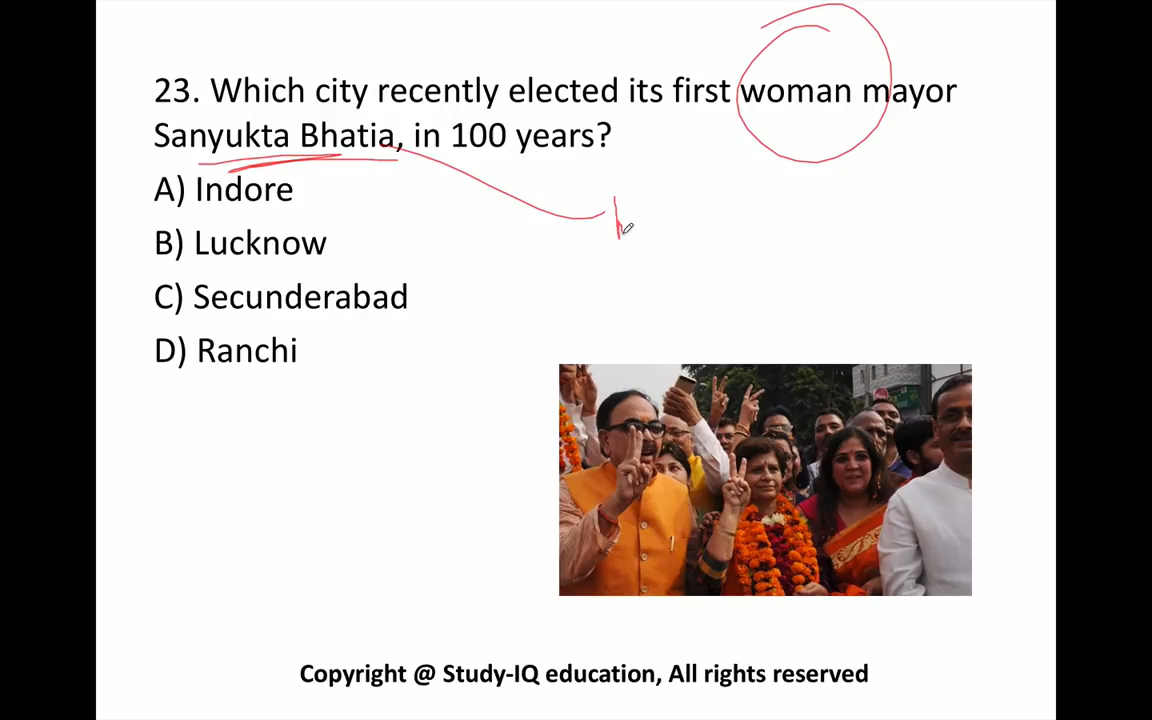 23. Which city recently elected its first woman mayor
Sanyukta Bhatia, in 100 years?
A) Indore
B) Lucknow
C) Secunderabad
D) Ranchi
Copyright @ Study-IQ education, All rights reserved